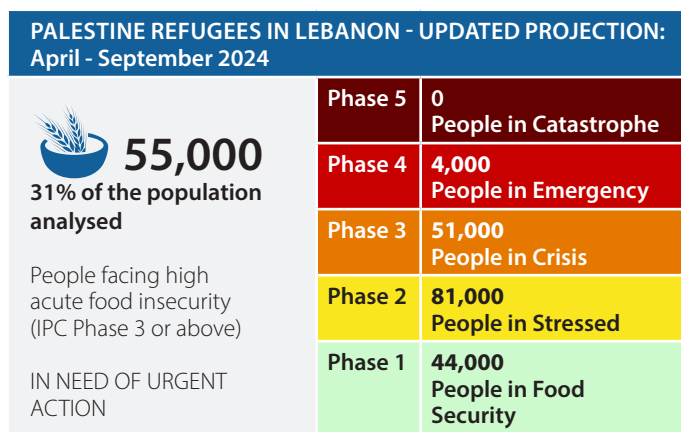 PALESTINE REFUGEES IN LEBANON - UPDATED PROJECTION:
April - September 2024
55,000
31% of the population
analysed
People facing high
acute food insecurity
(IPC Phase 3 or above)
IN NEED OF URGENT
ACTION
Phase 5
0
People in Catastrophe
Phase 4
4,000
People in Emergency
Phase 3
51,000
People in Crisis
Phase 2
81,000
People in Stressed
Phase 1
44,000
People in Food
Security